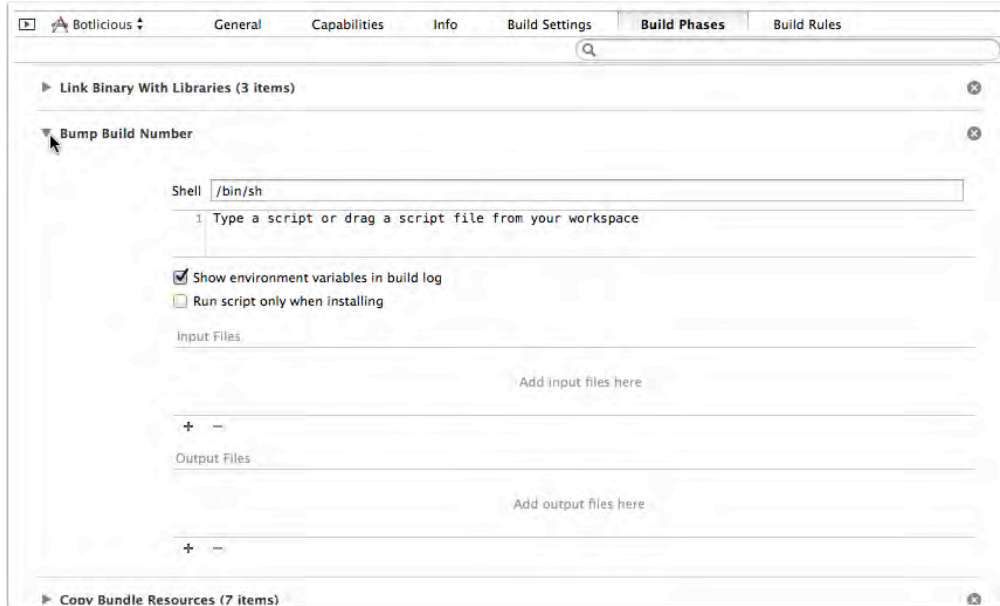 Botlicious General Capabilities Info Build Settings Build Phases Build Rules
Link Binary With Libraries (3 items)
Bump Build Number
Shell /bin/sh
1 Type a script or drag a script file from your workspace
Show environment variables in build log
Run script only when installing
Input Files
Add input files here
+ −
Output Files
Add output files here
+ −
Copy Bundle Resources (7 items)